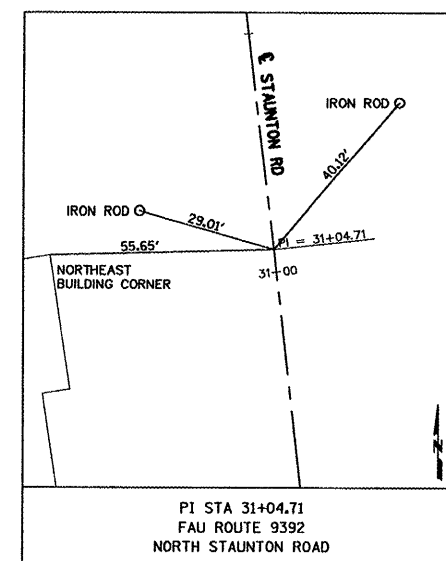 ℄ STAUNTON RD
IRON ROD
40.12'
IRON ROD
29.01'
PI = 31+04.71
55.65'
NORTHEAST
BUILDING CORNER
31+00
N
PI STA 31+04.71
FAU ROUTE 9392
NORTH STAUNTON ROAD